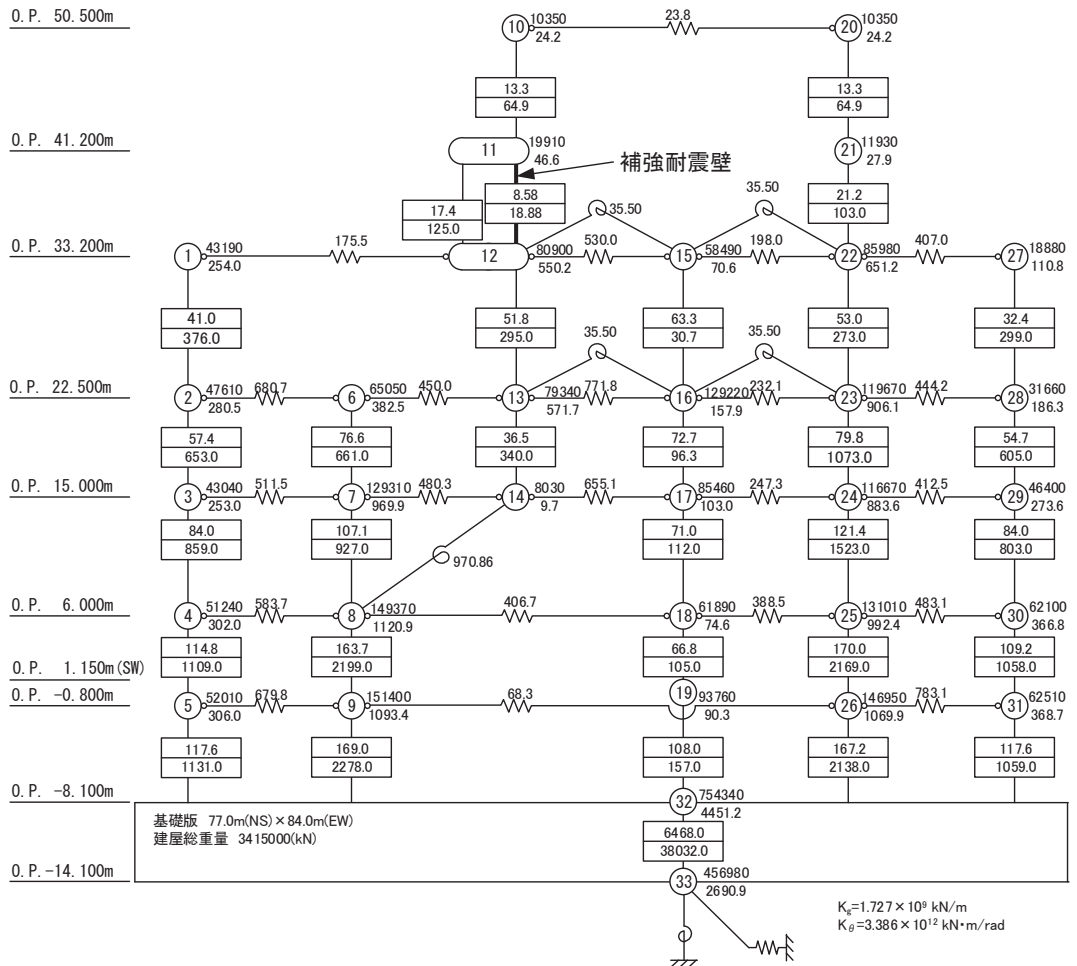 O.P. 50.500m
10 10350 23.8 20 10350
24.2 24.2
13.3 13.3
64.9 64.9
O.P. 41.200m
11 19910 21 11930
46.6 27.9
補強耐震壁
8.58 21.2
18.88 103.0
17.4 35.50 35.50
125.0
O.P. 33.200m
1 43190 175.5 12 80900 530.0 15 58490 198.0 22 85980 407.0 27 18880
254.0 550.2 70.6 651.2 110.8
41.0 51.8 63.3 53.0 32.4
376.0 295.0 30.7 273.0 299.0
35.50 35.50
O.P. 22.500m
2 47610 680.7 6 65050 450.0 13 79340 771.8 16 129220 232.1 23 119670 444.2 28 31660
280.5 382.5 571.7 157.9 906.1 186.3
57.4 76.6 36.5 72.7 79.8 54.7
653.0 661.0 340.0 96.3 1073.0 605.0
O.P. 15.000m
3 43040 511.5 7 129310 480.3 14 8030 655.1 17 85460 247.3 24 116670 412.5 29 46400
253.0 969.9 9.7 103.0 883.6 273.6
84.0 107.1 71.0 121.4 84.0
859.0 927.0 112.0 1523.0 803.0
970.86
O.P. 6.000m
4 51240 583.7 8 149370 406.7 18 61890 388.5 25 131010 483.1 30 62100
302.0 1120.9 74.6 992.4 366.8
114.8 163.7 66.8 170.0 109.2
1109.0 2199.0 105.0 2169.0 1058.0
O.P. 1.150m(SW)
O.P. -0.800m
5 52010 679.8 9 151400 68.3 19 93760 26 146950 783.1 31 62510
306.0 1093.4 90.3 1069.9 368.7
117.6 169.0 108.0 167.2 117.6
1131.0 2278.0 157.0 2138.0 1059.0
O.P. -8.100m
32 754340
4451.2
基礎版 77.0m(NS)×84.0m(EW)
建屋総重量 3415000(kN)
6468.0
38032.0
O.P.-14.100m
33 456980
2690.9
Kg=1.727×10⁹ kN/m
Kθ=3.386×10¹² kN・m/rad